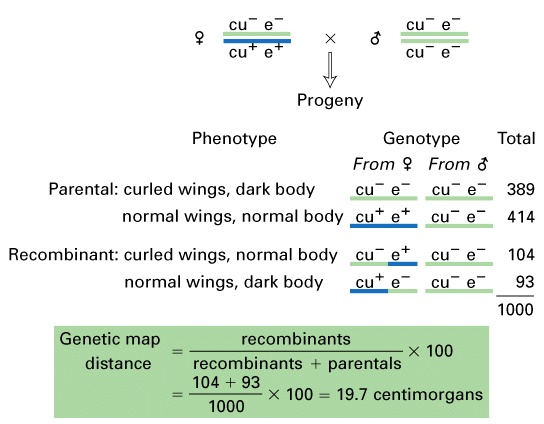 ♀ cu⁻ e⁻ × ♂ cu⁻ e⁻
cu⁺ e⁺ cu⁻ e⁻
Progeny
Phenotype Genotype Total
From ♀ From ♂
Parental: curled wings, dark body cu⁻ e⁻ cu⁻ e⁻ 389
normal wings, normal body cu⁺ e⁺ cu⁻ e⁻ 414
Recombinant: curled wings, normal body cu⁻ e⁺ cu⁻ e⁻ 104
normal wings, dark body cu⁺ e⁻ cu⁻ e⁻ 93
1000
Genetic map distance = recombinants / recombinants + parentals × 100
= 104 + 93 / 1000 × 100 = 19.7 centimorgans